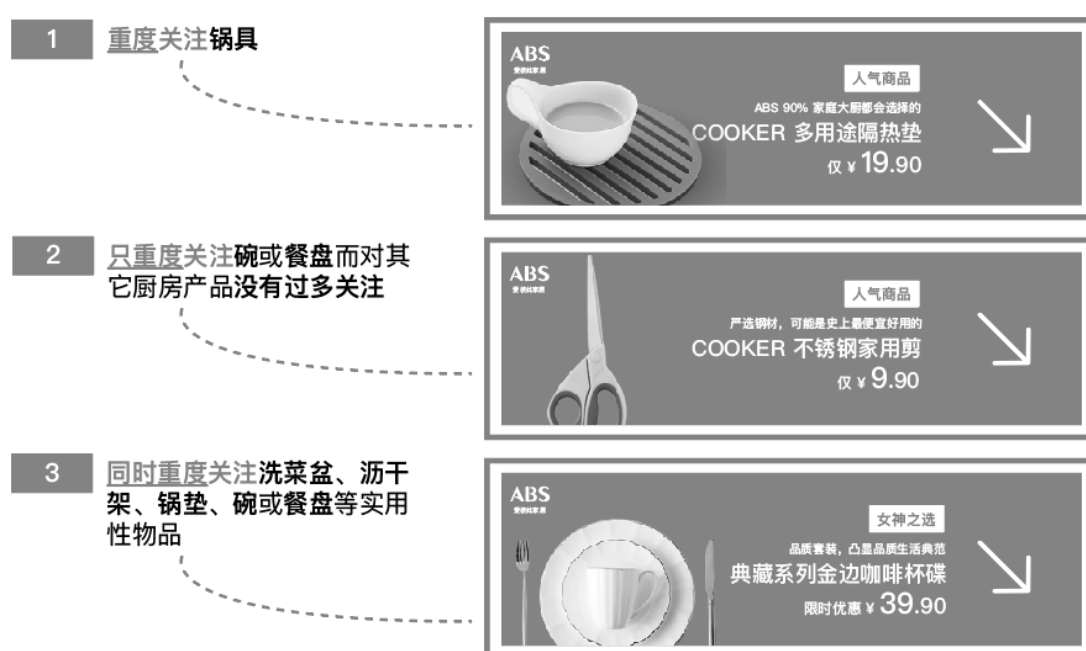 1
重度关注锅具
ABS
人气商品
ABS 90% 家庭大厨都会选择的
COOKER 多用途隔热垫
仅 ¥ 19.90
2
只重度关注碗或餐盘而对其
它厨房产品没有过多关注
ABS
人气商品
严选钢材，可能是史上最便宜好用的
COOKER 不锈钢家用剪
仅 ¥ 9.90
3
同时重度关注洗菜盆、沥干
架、锅垫、碗或餐盘等实用
性物品
ABS
女神之选
品质套装，凸显品质生活典范
典藏系列金边咖啡杯碟
限时优惠 ¥ 39.90